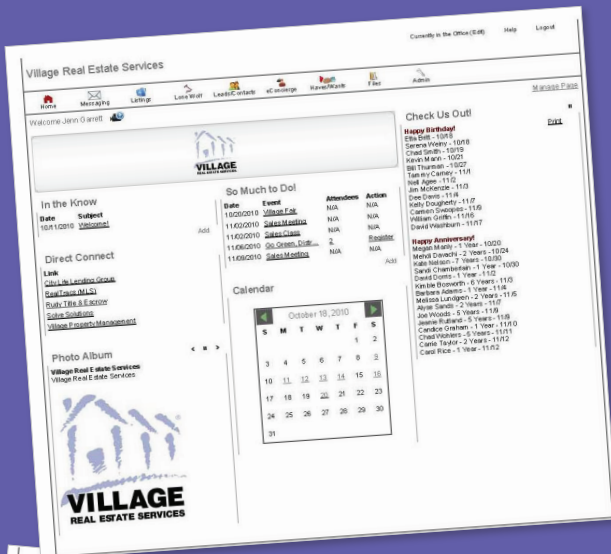 Currently in the Office (Edit) Help Logout
Village Real Estate Services
Home Messaging Listings Lone Wolf Leads/Contacts eConcierge Haves/Wants Files Admin
Manage Page
Welcome Jenn Garrett
VILLAGE
REAL ESTATE SERVICES
In the Know
Date Subject
10/11/2010 Welcome!
Add
Direct Connect
Link
City Life Lending Group
RealTracs (MLS)
Rudy Title & Escrow
Solve Solutions
Village Property Management
Photo Album
< >
Village Real Estate Services
Village Real Estate Services
VILLAGE
REAL ESTATE SERVICES
So Much to Do!
Date Event Attendees Action
10/20/2010 Village Fair N/A N/A
11/02/2010 Sales Meeting N/A N/A
11/02/2010 Sales Class N/A N/A
11/06/2010 Go Green, Distr... 2 Register
11/09/2010 Sales Meeting N/A N/A
Add
Calendar
October 18, 2010
S M T W T F S
1 2
3 4 5 6 7 8 9
10 11 12 13 14 15 16
17 18 19 20 21 22 23
24 25 26 27 28 29 30
31
Check Us Out!
Print
Happy Birthday!
Effie Britt - 10/18
Serena Weiny - 10/18
Chad Smith - 10/19
Kevin Mann - 10/21
Bill Thurman - 10/27
Tammy Carney - 11/1
Nell Agee - 11/2
Jim McKenzie - 11/3
Dee Davis - 11/4
Kelly Dougherty - 11/7
Carmen Swoopes - 11/9
William Griffin - 11/16
David Washburn - 11/17
Happy Anniversary!
Megan Manly - 1 Year - 10/20
Mehdi Davachi - 2 Years - 10/24
Kate Nelson - 7 Years - 10/30
Sandi Chamberlain - 1 Year - 10/30
David Dorris - 1 Year - 11/2
Kimble Bosworth - 6 Years - 11/3
Barbara Adams - 1 Year - 11/4
Melissa Lundgren - 2 Years - 11/5
Alyse Sands - 2 Years - 11/7
Joe Woods - 5 Years - 11/9
Jeanie Rutland - 5 Years - 11/9
Candice Graham - 1 Year - 11/10
Chad Wohlers - 5 Years - 11/11
Carrie Taylor - 2 Years - 11/12
Carol Rice - 1 Year - 11/12